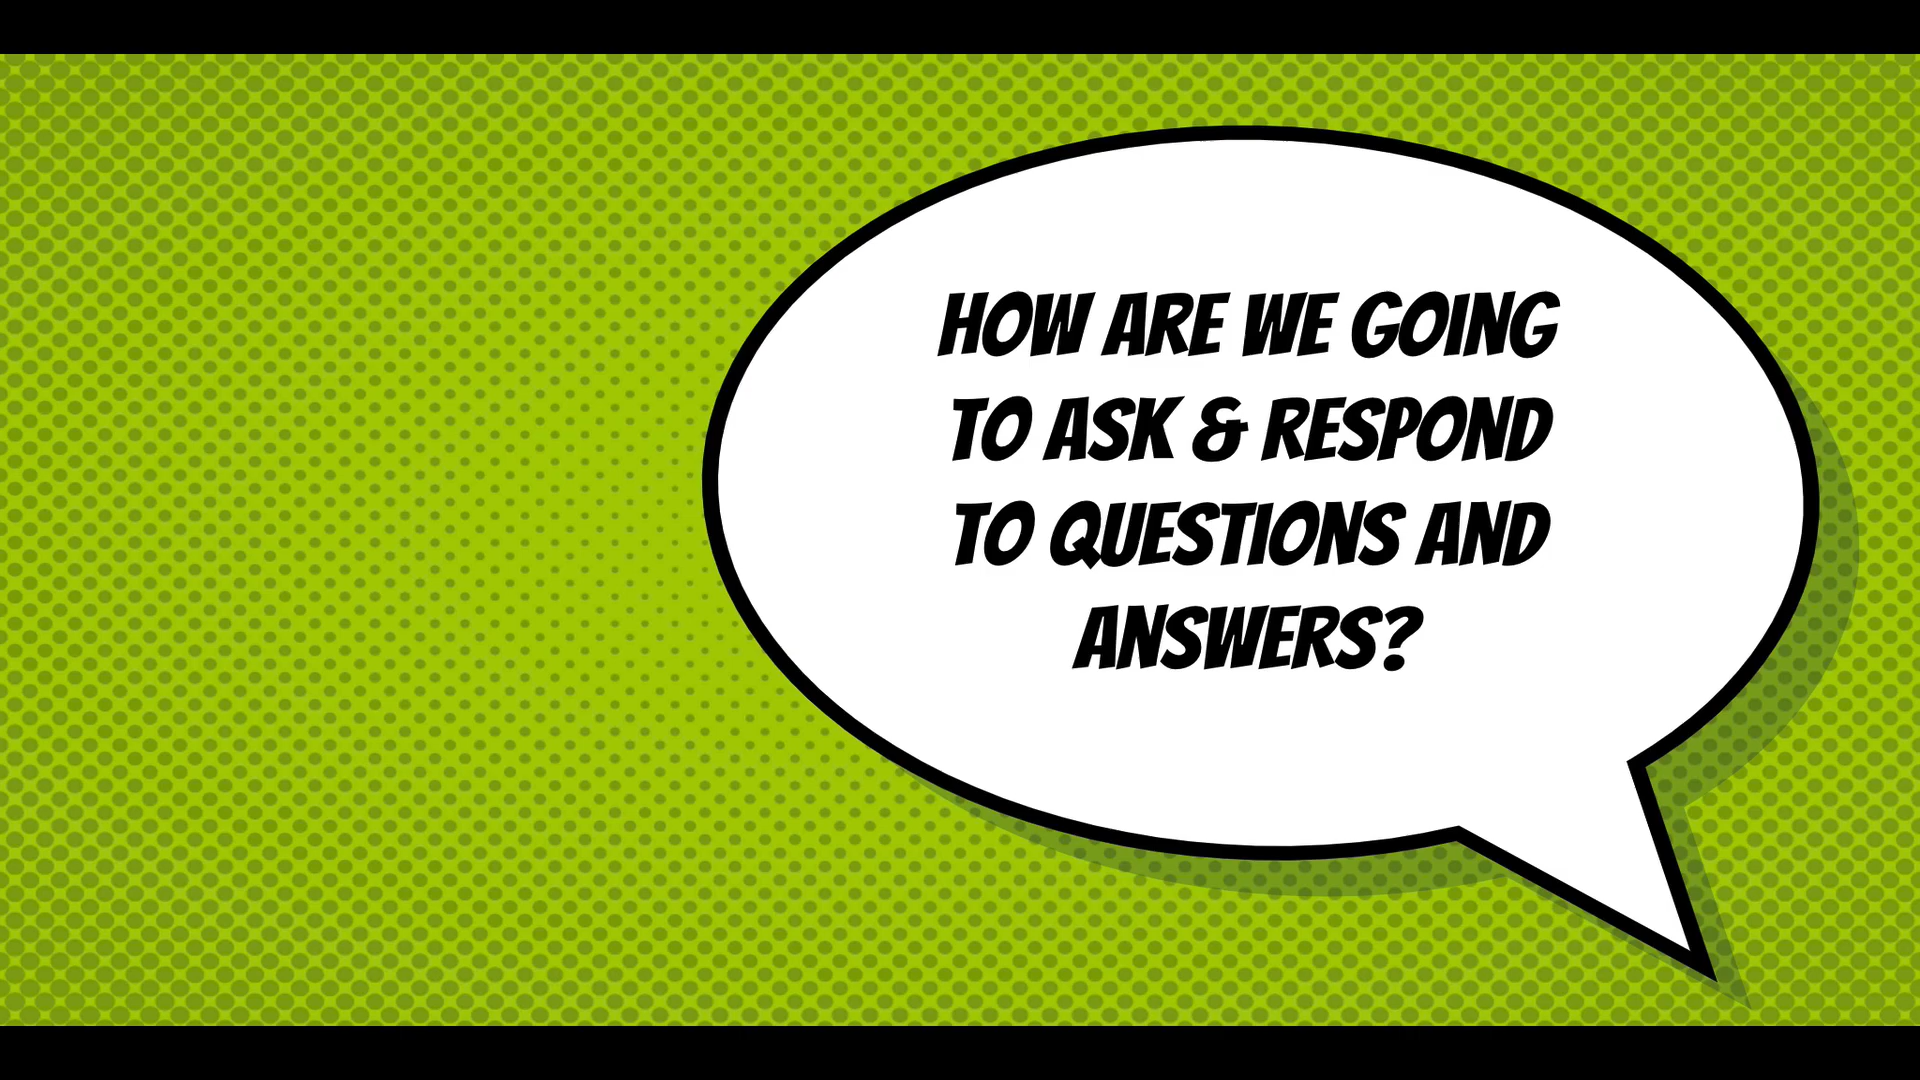 HOW ARE WE GOING
TO ASK & RESPOND
TO QUESTIONS AND
ANSWERS?